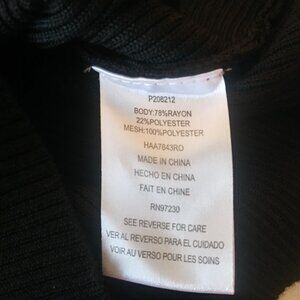 P208212
BODY:78%RAYON
22%POLYESTER
MESH:100%POLYESTER
HAA7843RO
MADE IN CHINA
HECHO EN CHINA
FAIT EN CHINE
RN97230
SEE REVERSE FOR CARE
VER AL REVERSO PARA EL CUIDADO
VOIR AU VERSO POUR LES SOINS